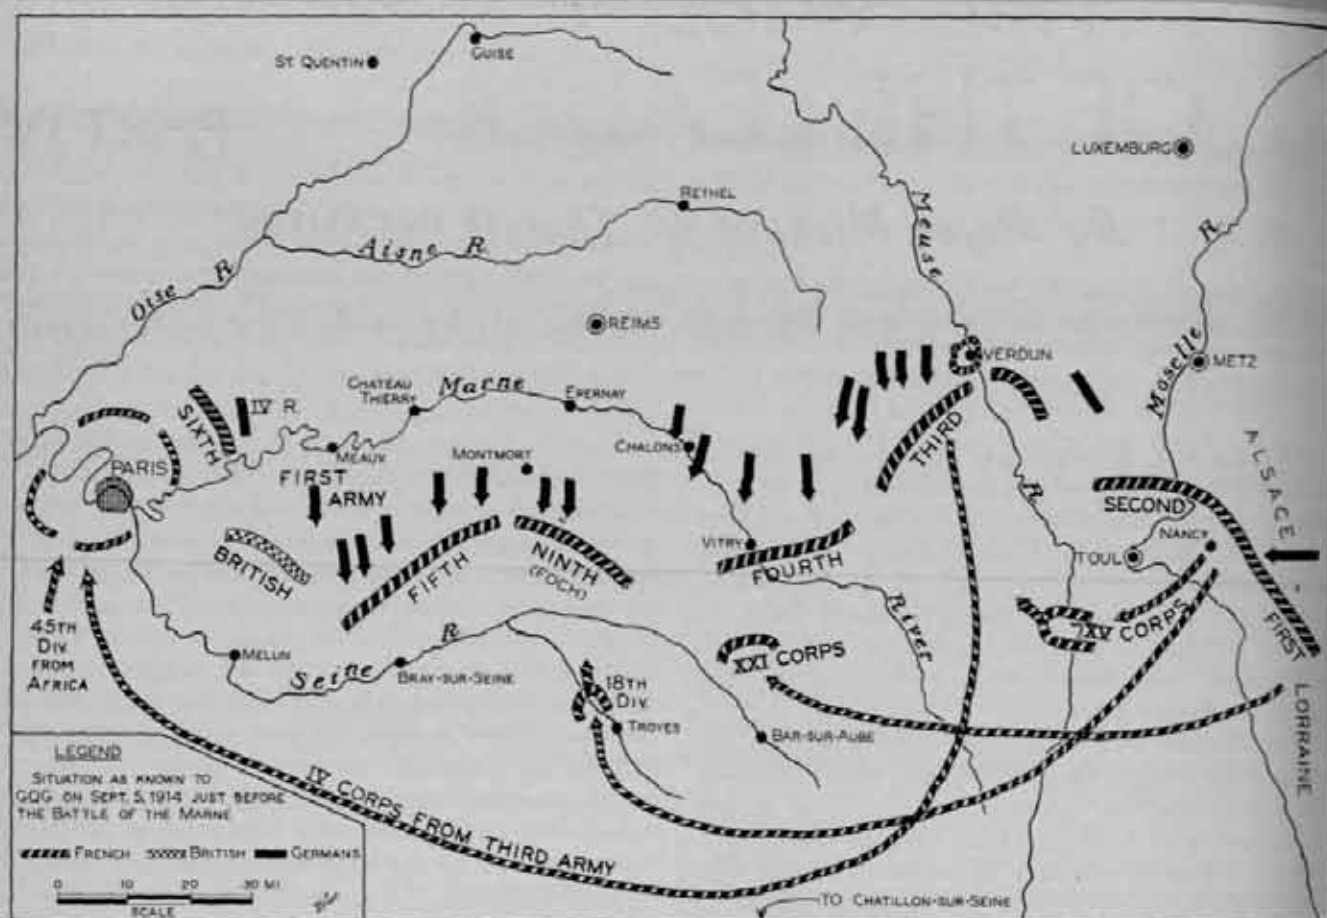 St. Quentin
Guise
Luxemburg
Rethel
Meuse
R
Aisne R.
Oise R
Reims
Verdun
Moselle
R
Metz
Chateau
Thierry
Marne
Epernay
Sixth
IV R.
Third
Alsace
Paris
Meaux
Montmort
Chalons
First
Army
Second
Nancy
British
Fifth
Ninth
(Foch)
Vitry
Fourth
Toul
River
XV Corps
First
45th
Div.
from
Africa
Melun
Seine R
Bray-sur-Seine
XXI Corps
18th
Div.
Troyes
Bar-sur-Aube
Lorraine
IV Corps from Third Army
Legend
Situation as known to
GQG on Sept. 5, 1914 just before
the Battle of the Marne
French British Germans
0 10 20 30 Mi.
Scale
To Chatillon-sur-Seine